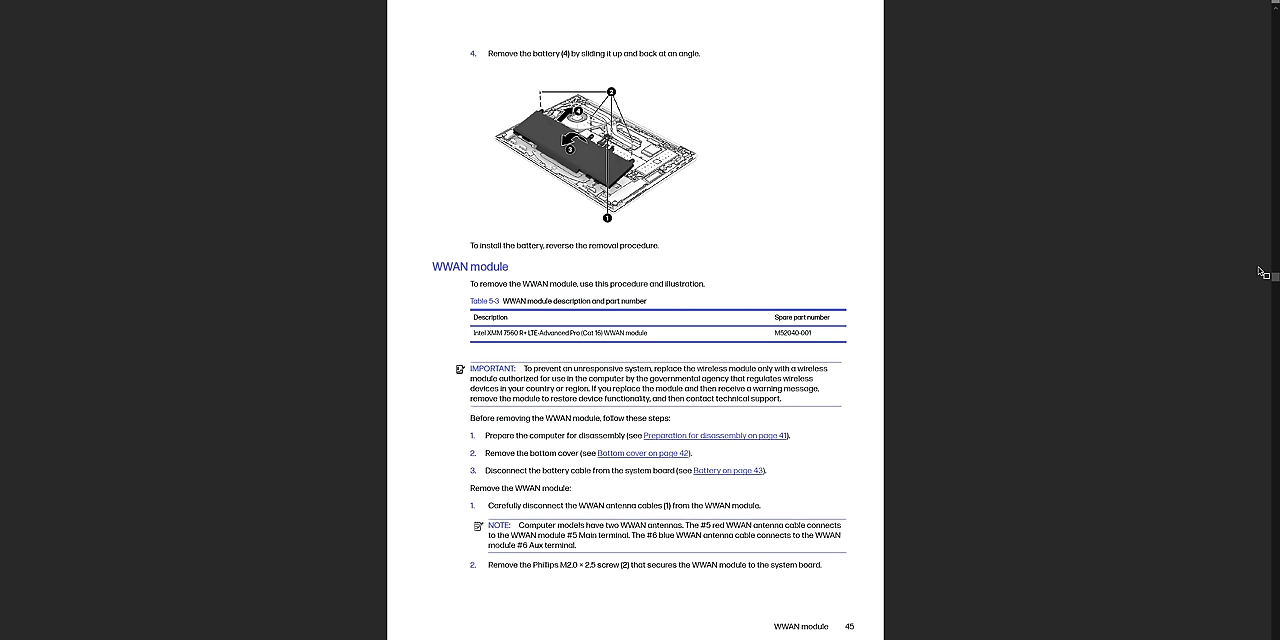 4. Remove the battery (4) by sliding it up and back at an angle.
2
4
3
1
To install the battery, reverse the removal procedure.
WWAN module
To remove the WWAN module, use this procedure and illustration.
Table 5-3 WWAN module description and part number
Description Spare part number
Intel XMM 7560 R+ LTE-Advanced Pro (Cat 16) WWAN module M52040-001
IMPORTANT: To prevent an unresponsive system, replace the wireless module only with a wireless
module authorized for use in the computer by the governmental agency that regulates wireless
devices in your country or region. If you replace the module and then receive a warning message,
remove the module to restore device functionality, and then contact technical support.
Before removing the WWAN module, follow these steps:
1. Prepare the computer for disassembly (see Preparation for disassembly on page 41).
2. Remove the bottom cover (see Bottom cover on page 42).
3. Disconnect the battery cable from the system board (see Battery on page 43).
Remove the WWAN module:
1. Carefully disconnect the WWAN antenna cables (1) from the WWAN module.
NOTE: Computer models have two WWAN antennas. The #5 red WWAN antenna cable connects
to the WWAN module #5 Main terminal. The #6 blue WWAN antenna cable connects to the WWAN
module #6 Aux terminal.
2. Remove the Phillips M2.0 × 2.5 screw (2) that secures the WWAN module to the system board.
WWAN module 45